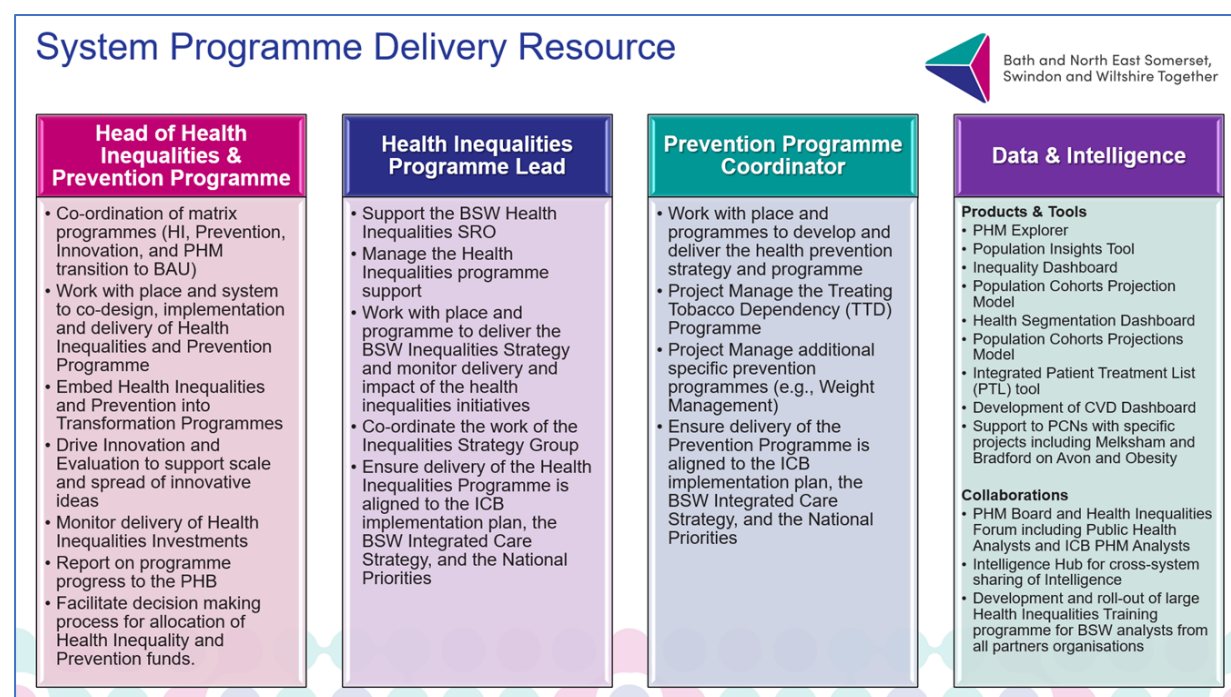 System Programme Delivery Resource
Bath and North East Somerset,
Swindon and Wiltshire Together
Head of Health
Inequalities &
Prevention Programme
• Co-ordination of matrix
programmes (HI, Prevention,
Innovation, and PHM
transition to BAU)
• Work with place and system
to co-design, implementation
and delivery of Health
Inequalities and Prevention
Programme
• Embed Health Inequalities
and Prevention into
Transformation Programmes
• Drive Innovation and
Evaluation to support scale
and spread of innovative
ideas
• Monitor delivery of Health
Inequalities Investments
• Report on programme
progress to the PHB
• Facilitate decision making
process for allocation of
Health Inequality and
Prevention funds.
Health Inequalities
Programme Lead
• Support the BSW Health
Inequalities SRO
• Manage the Health
Inequalities programme
support
• Work with place and
programme to deliver the
BSW Inequalities Strategy
and monitor delivery and
impact of the health
inequalities initiatives
• Co-ordinate the work of the
Inequalities Strategy Group
• Ensure delivery of the Health
Inequalities Programme is
aligned to the ICB
implementation plan, the
BSW Integrated Care
Strategy, and the National
Priorities
Prevention Programme
Coordinator
• Work with place and
programmes to develop and
deliver the health prevention
strategy and programme
• Project Manage the Treating
Tobacco Dependency (TTD)
Programme
• Project Manage additional
specific prevention
programmes (e.g., Weight
Management)
• Ensure delivery of the
Prevention Programme is
aligned to the ICB
implementation plan, the
BSW Integrated Care
Strategy, and the National
Priorities
Data & Intelligence
Products & Tools
• PHM Explorer
• Population Insights Tool
• Inequality Dashboard
• Population Cohorts Projection
Model
• Health Segmentation Dashboard
• Population Cohorts Projections
Model
• Integrated Patient Treatment List
(PTL) tool
• Development of CVD Dashboard
• Support to PCNs with specific
projects including Melksham and
Bradford on Avon and Obesity
Collaborations
• PHM Board and Health Inequalities
Forum including Public Health
Analysts and ICB PHM Analysts
• Intelligence Hub for cross-system
sharing of Intelligence
• Development and roll-out of large
Health Inequalities Training
programme for BSW analysts from
all partners organisations